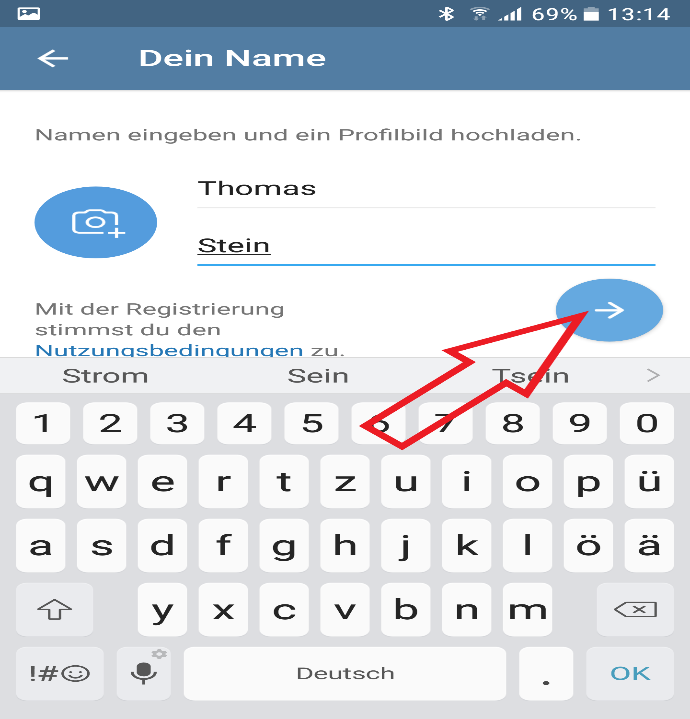 69% 13:14
Dein Name
Namen eingeben und ein Profilbild hochladen.
Thomas
Stein
Mit der Registrierung
stimmst du den
Nutzungsbedingungen zu.
Strom Sein Tsein
1 2 3 4 5 6 7 8 9 0
q w e r t z u i o p ü
a s d f g h j k l ö ä
y x c v b n m
!#☺ Deutsch . OK